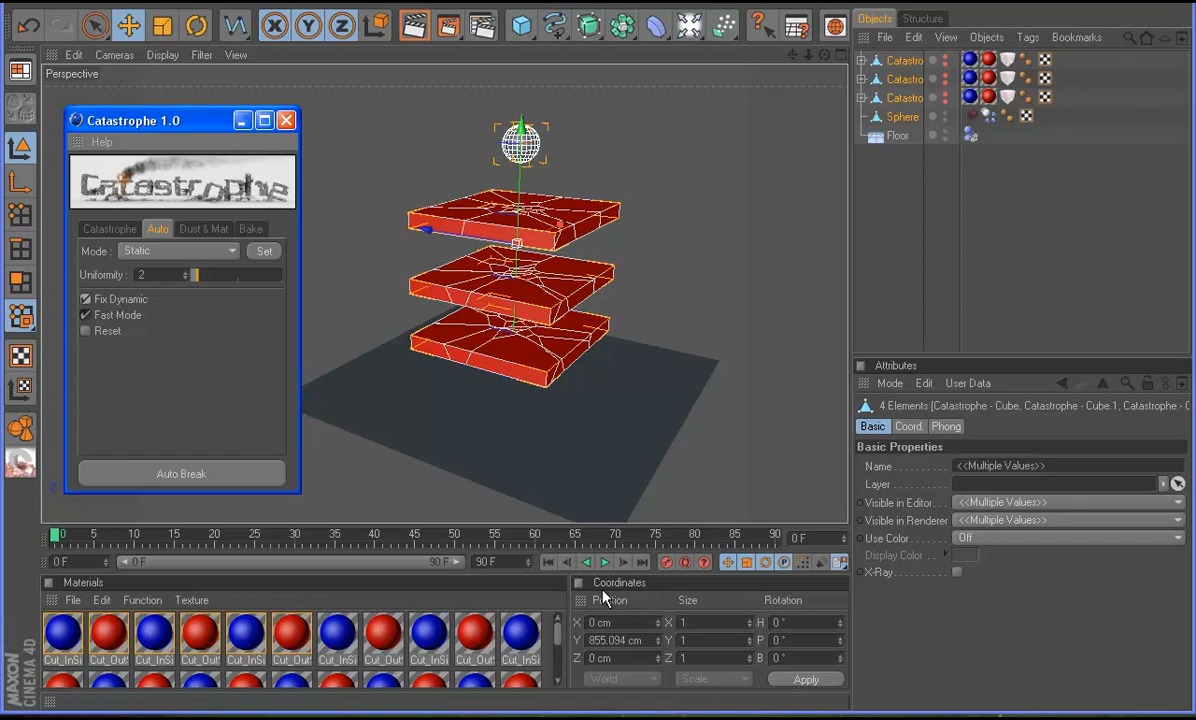 Objects Structure
Edit Cameras Display Filter View
File Edit View Objects Tags Bookmarks
Perspective
Catastro
Catastro
Catastro
Sphere
Floor
Catastrophe 1.0
Help
Catastrophe
Catastrophe Auto Dust & Mat Bake
Mode : Static Set
Uniformity : 2
Fix Dynamic
Fast Mode
Reset
Auto Break
Attributes
Mode Edit User Data
4 Elements [Catastrophe - Cube, Catastrophe - Cube.1, Catastrophe - C
Basic Coord. Phong
Basic Properties
Name <<Multiple Values>>
Layer
Visible in Editor <<Multiple Values>>
Visible in Renderer <<Multiple Values>>
Use Color Off
Display Color
X-Ray
0 5 10 15 20 25 30 35 40 45 50 55 60 65 70 75 80 85 90 0 F
0 F 0 F 90 F 90 F
Materials
File Edit Function Texture
Cut_InSi Cut_OutS Cut_InSi Cut_OutS Cut_InSi Cut_OutS Cut_InSi Cut_OutS Cut_InSi Cut_OutS Cut_InSi
Coordinates
Position Size Rotation
X 0 cm X 1 H 0 °
Y 855.094 cm Y 1 P 0 °
Z 0 cm Z 1 B 0 °
World Scale Apply
MAXON
CINEMA 4D